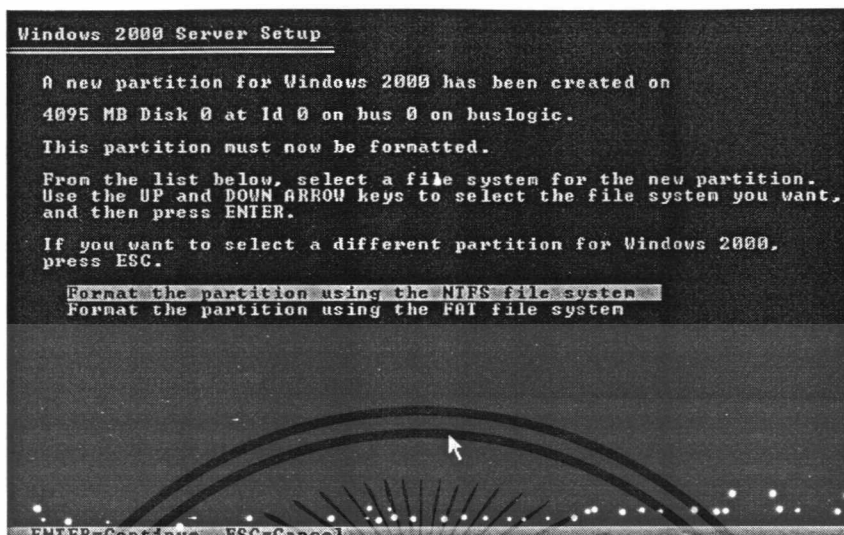 Windows 2000 Server Setup
A new partition for Windows 2000 has been created on
4095 MB Disk 0 at Id 0 on bus 0 on buslogic.
This partition must now be formatted.
From the list below, select a file system for the new partition.
Use the UP and DOWN ARROW keys to select the file system you want,
and then press ENTER.
If you want to select a different partition for Windows 2000,
press ESC.
Format the partition using the NTFS file system
Format the partition using the FAT file system
ENTER=Continue ESC=Cancel